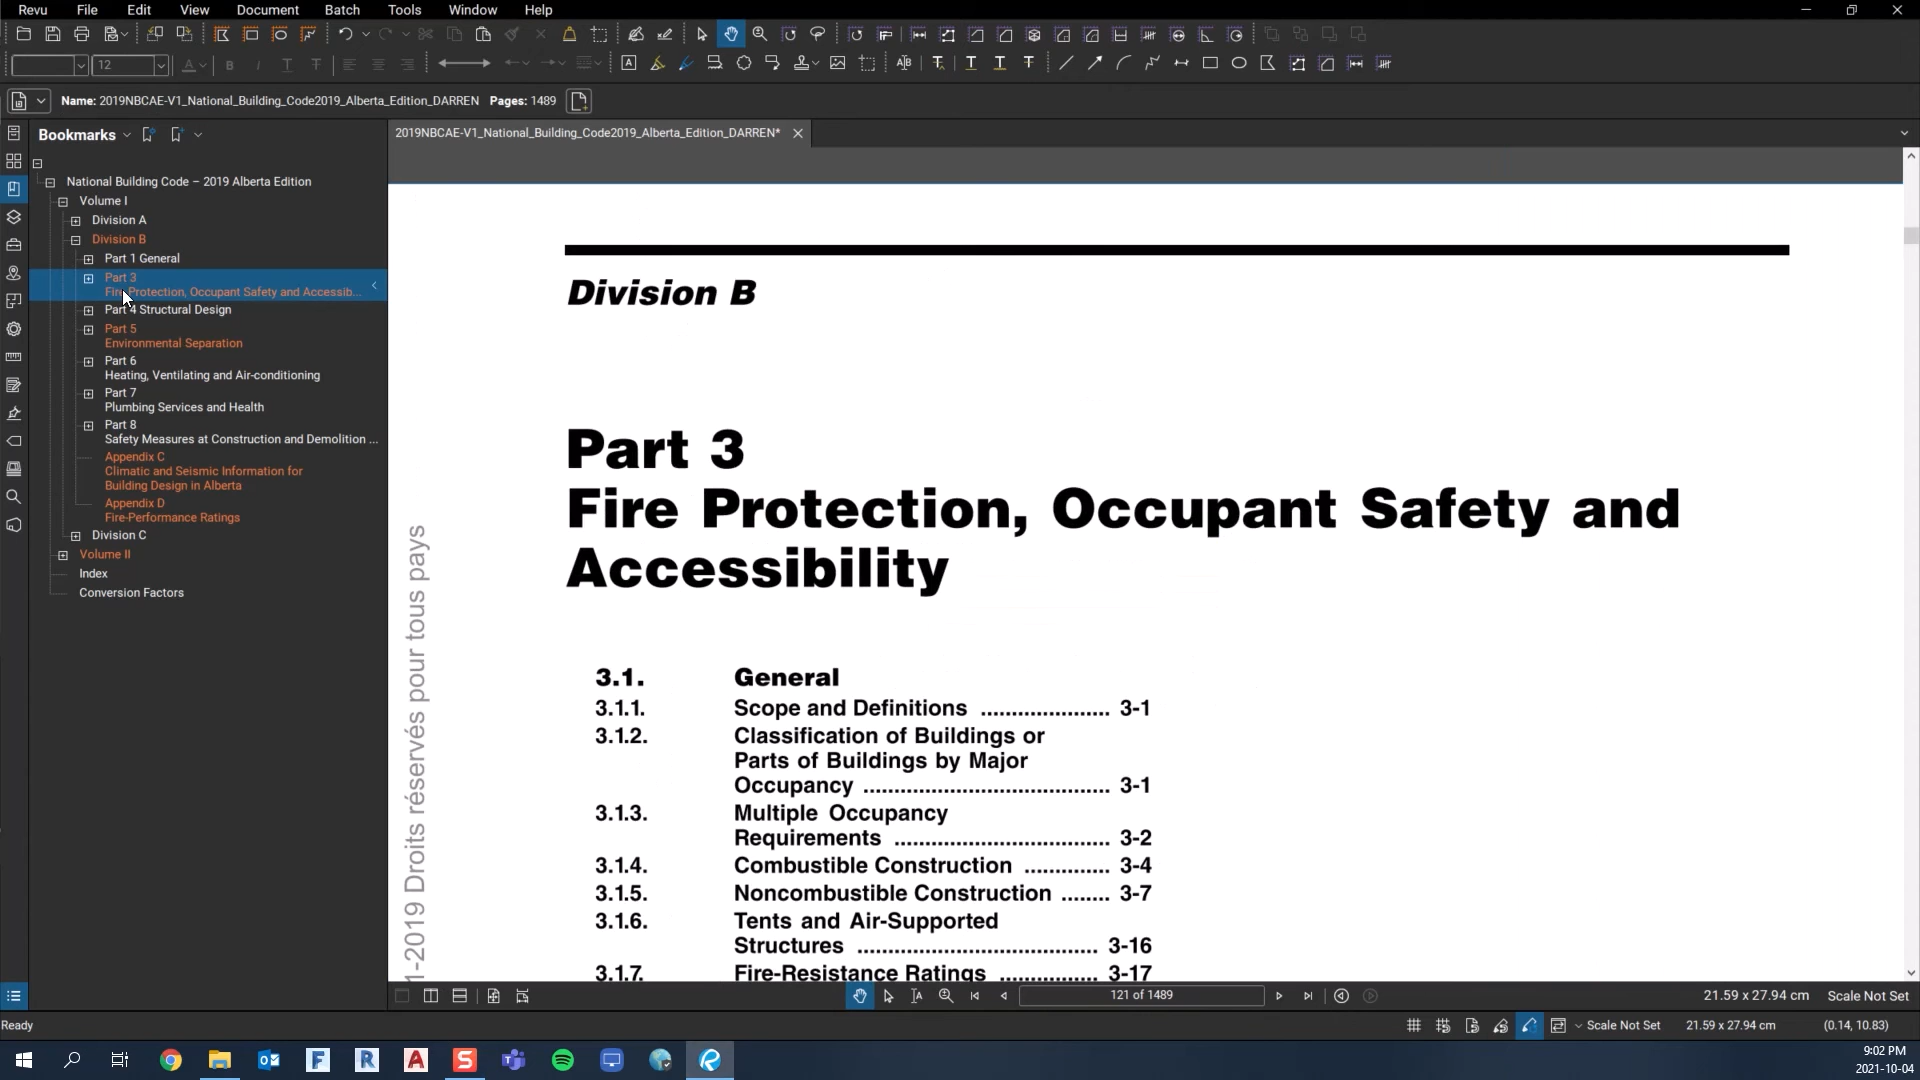 Revu File Edit View Document Batch Tools Window Help
12
Name: 2019NBCAE-V1_National_Building_Code2019_Alberta_Edition_DARREN Pages: 1489
Bookmarks
2019NBCAE-V1_National_Building_Code2019_Alberta_Edition_DARREN*
National Building Code – 2019 Alberta Edition
Volume I
Division A
Division B
Part 1 General
Part 3
Fire Protection, Occupant Safety and Accessib...
Part 4 Structural Design
Part 5
Environmental Separation
Part 6
Heating, Ventilating and Air-conditioning
Part 7
Plumbing Services and Health
Part 8
Safety Measures at Construction and Demolition ...
Appendix C
Climatic and Seismic Information for
Building Design in Alberta
Appendix D
Fire-Performance Ratings
Division C
Volume II
Index
Conversion Factors
Division B
Part 3
Fire Protection, Occupant Safety and
Accessibility
3.1. General
3.1.1. Scope and Definitions ..................... 3-1
3.1.2. Classification of Buildings or
Parts of Buildings by Major
Occupancy ....................................... 3-1
3.1.3. Multiple Occupancy
Requirements .................................. 3-2
3.1.4. Combustible Construction .............. 3-4
3.1.5. Noncombustible Construction ........ 3-7
3.1.6. Tents and Air-Supported
Structures ...................................... 3-16
3.1.7. Fire-Resistance Ratings ............... 3-17
1-2019 Droits réservés pour tous pays
121 of 1489
21.59 x 27.94 cm Scale Not Set
Ready
Scale Not Set 21.59 x 27.94 cm (0.14, 10.83)
9:02 PM
2021-10-04